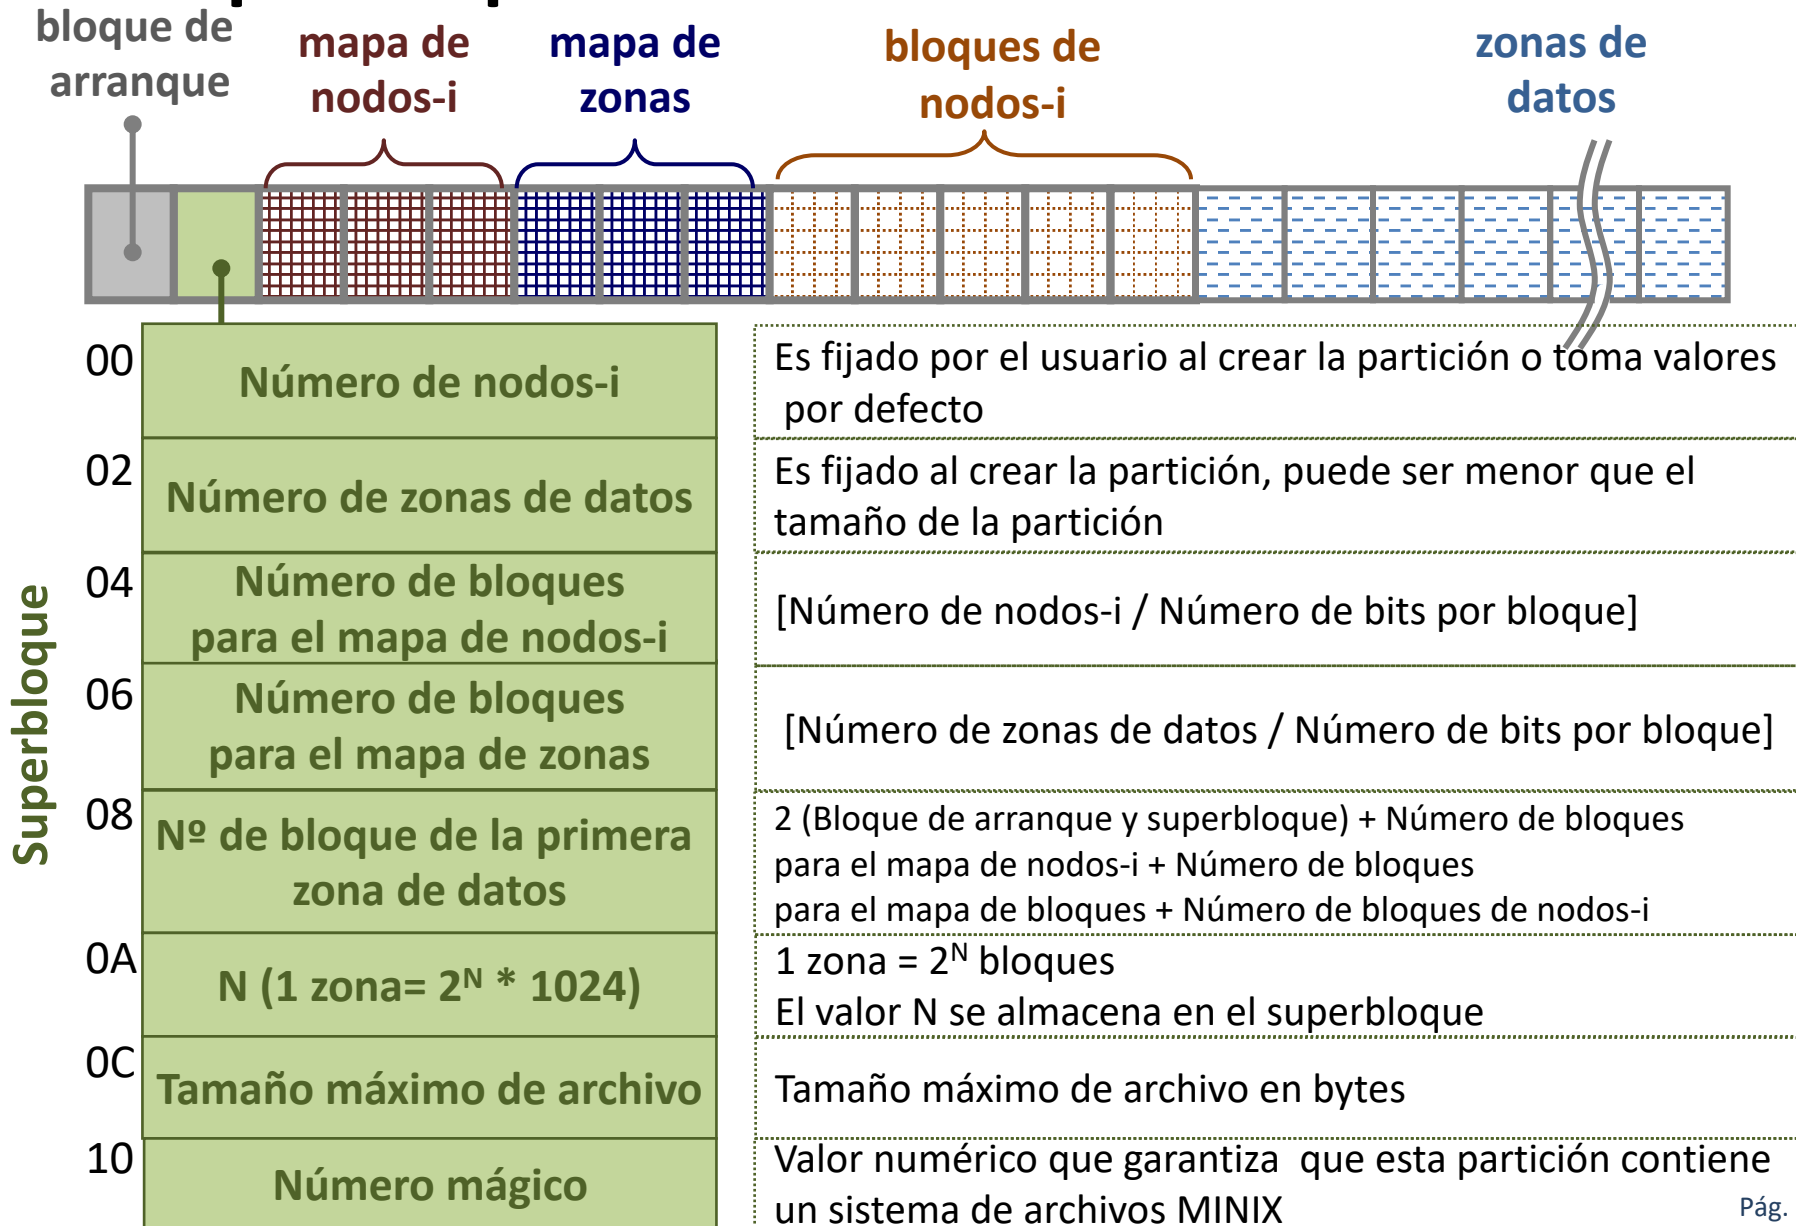 bloque de
arranque
mapa de
nodos-i
mapa de
zonas
bloques de
nodos-i
zonas de
datos
Superbloque
00
Número de nodos-i
Es fijado por el usuario al crear la partición o toma valores
por defecto
02
Número de zonas de datos
Es fijado al crear la partición, puede ser menor que el
tamaño de la partición
04
Número de bloques
para el mapa de nodos-i
[Número de nodos-i / Número de bits por bloque]
06
Número de bloques
para el mapa de zonas
[Número de zonas de datos / Número de bits por bloque]
08
Nº de bloque de la primera
zona de datos
2 (Bloque de arranque y superbloque) + Número de bloques
para el mapa de nodos-i + Número de bloques
para el mapa de bloques + Número de bloques de nodos-i
0A
N (1 zona= 2ᴺ * 1024)
1 zona = 2ᴺ bloques
El valor N se almacena en el superbloque
0C
Tamaño máximo de archivo
Tamaño máximo de archivo en bytes
10
Número mágico
Valor numérico que garantiza que esta partición contiene
un sistema de archivos MINIX
Pág.